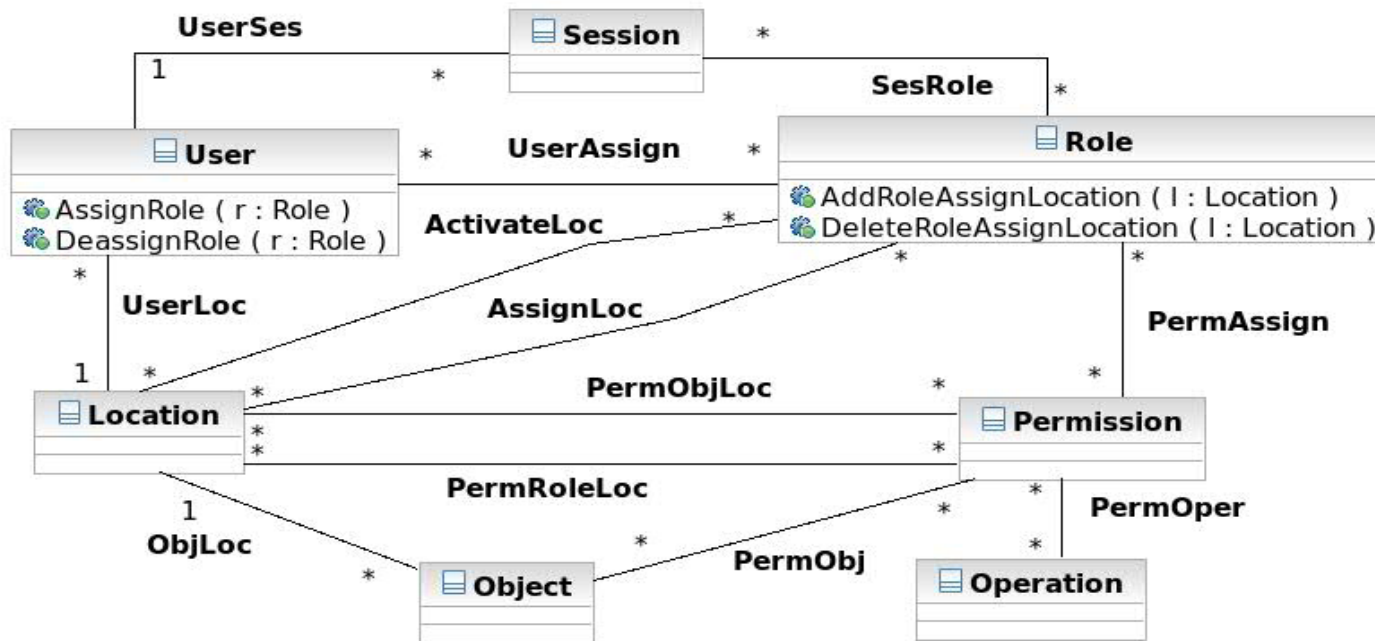 UserSes
Session
*
1
*
SesRole
*
User
*
UserAssign
*
Role
AssignRole ( r : Role )
DeassignRole ( r : Role )
ActivateLoc
*
AddRoleAssignLocation ( l : Location )
DeleteRoleAssignLocation ( l : Location )
*
UserLoc
AssignLoc
*
*
PermAssign
1
*
*
PermObjLoc
*
*
Location
*
*
Permission
*
PermRoleLoc
1
*
*
PermOper
ObjLoc
*
*
PermObj
*
Object
Operation